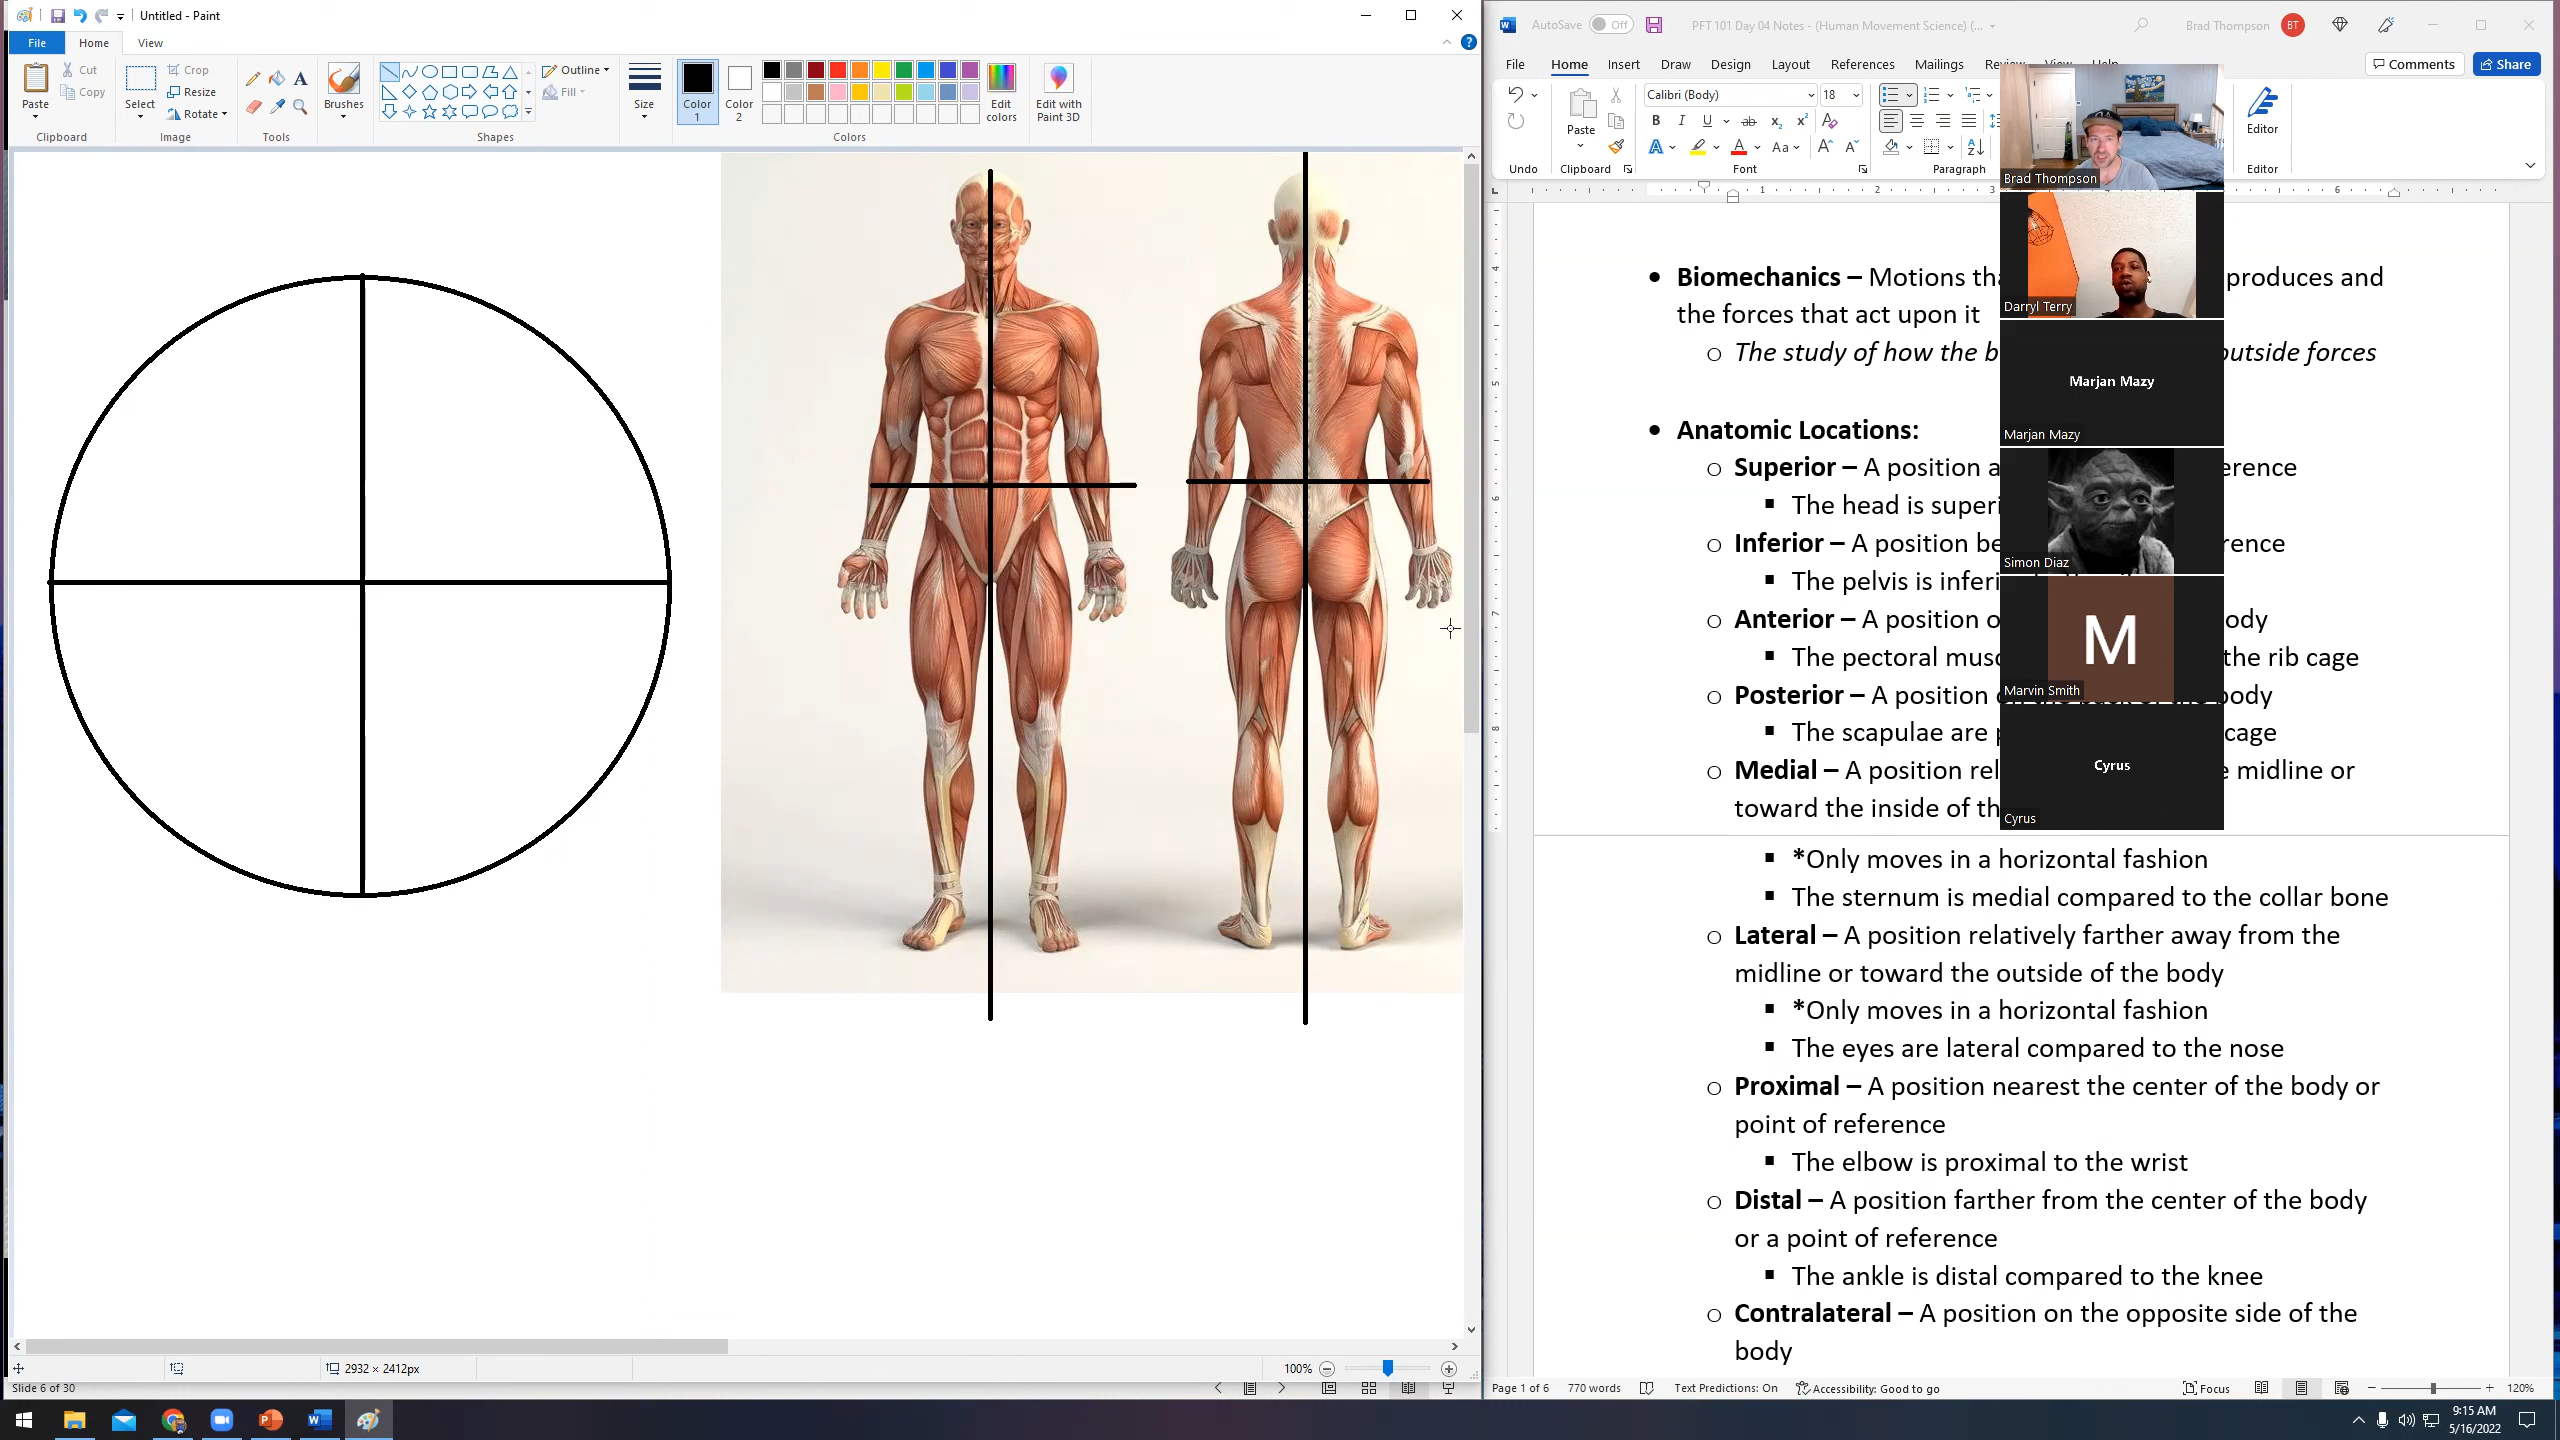 Untitled - Paint
File
Home
View
Paste
Cut
Copy
Clipboard
Select
Crop
Resize
Rotate
Image
Tools
Brushes
Shapes
Outline
Fill
Size
Color 1
Color 2
Edit colors
Edit with Paint 3D
Colors
2932 × 2412px
100%
Slide 6 of 30
AutoSave
Off
PFT 101 Day 04 Notes - (Human Movement Science) (...
Brad Thompson
BT
File
Home
Insert
Draw
Design
Layout
References
Mailings
Review
View
Help
Comments
Share
Undo
Paste
Clipboard
Calibri (Body)
18
Font
Paragraph
Editor
Editor
Biomechanics – Motions tha produces and
the forces that act upon it
The study of how the b outside forces
Anatomic Locations:
Superior – A position a erence
The head is superi
Inferior – A position be rence
The pelvis is inferi
Anterior – A position o ody
The pectoral musc the rib cage
Posterior – A position on the back of the body
The scapulae are p cage
Medial – A position rel e midline or
toward the inside of th
*Only moves in a horizontal fashion
The sternum is medial compared to the collar bone
Lateral – A position relatively farther away from the
midline or toward the outside of the body
*Only moves in a horizontal fashion
The eyes are lateral compared to the nose
Proximal – A position nearest the center of the body or
point of reference
The elbow is proximal to the wrist
Distal – A position farther from the center of the body
or a point of reference
The ankle is distal compared to the knee
Contralateral – A position on the opposite side of the
body
Brad Thompson
Darryl Terry
Marjan Mazy
Marjan Mazy
Simon Diaz
M
Marvin Smith
Cyrus
Cyrus
Page 1 of 6
770 words
Text Predictions: On
Accessibility: Good to go
Focus
120%
9:15 AM
5/16/2022